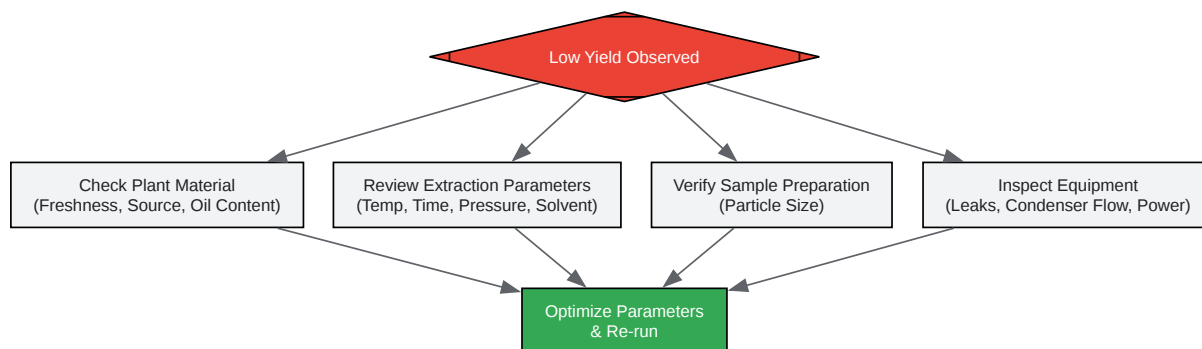 Low Yield Observed
Check Plant Material
(Freshness, Source, Oil Content)
Review Extraction Parameters
(Temp, Time, Pressure, Solvent)
Verify Sample Preparation
(Particle Size)
Inspect Equipment
(Leaks, Condenser Flow, Power)
Optimize Parameters
& Re-run